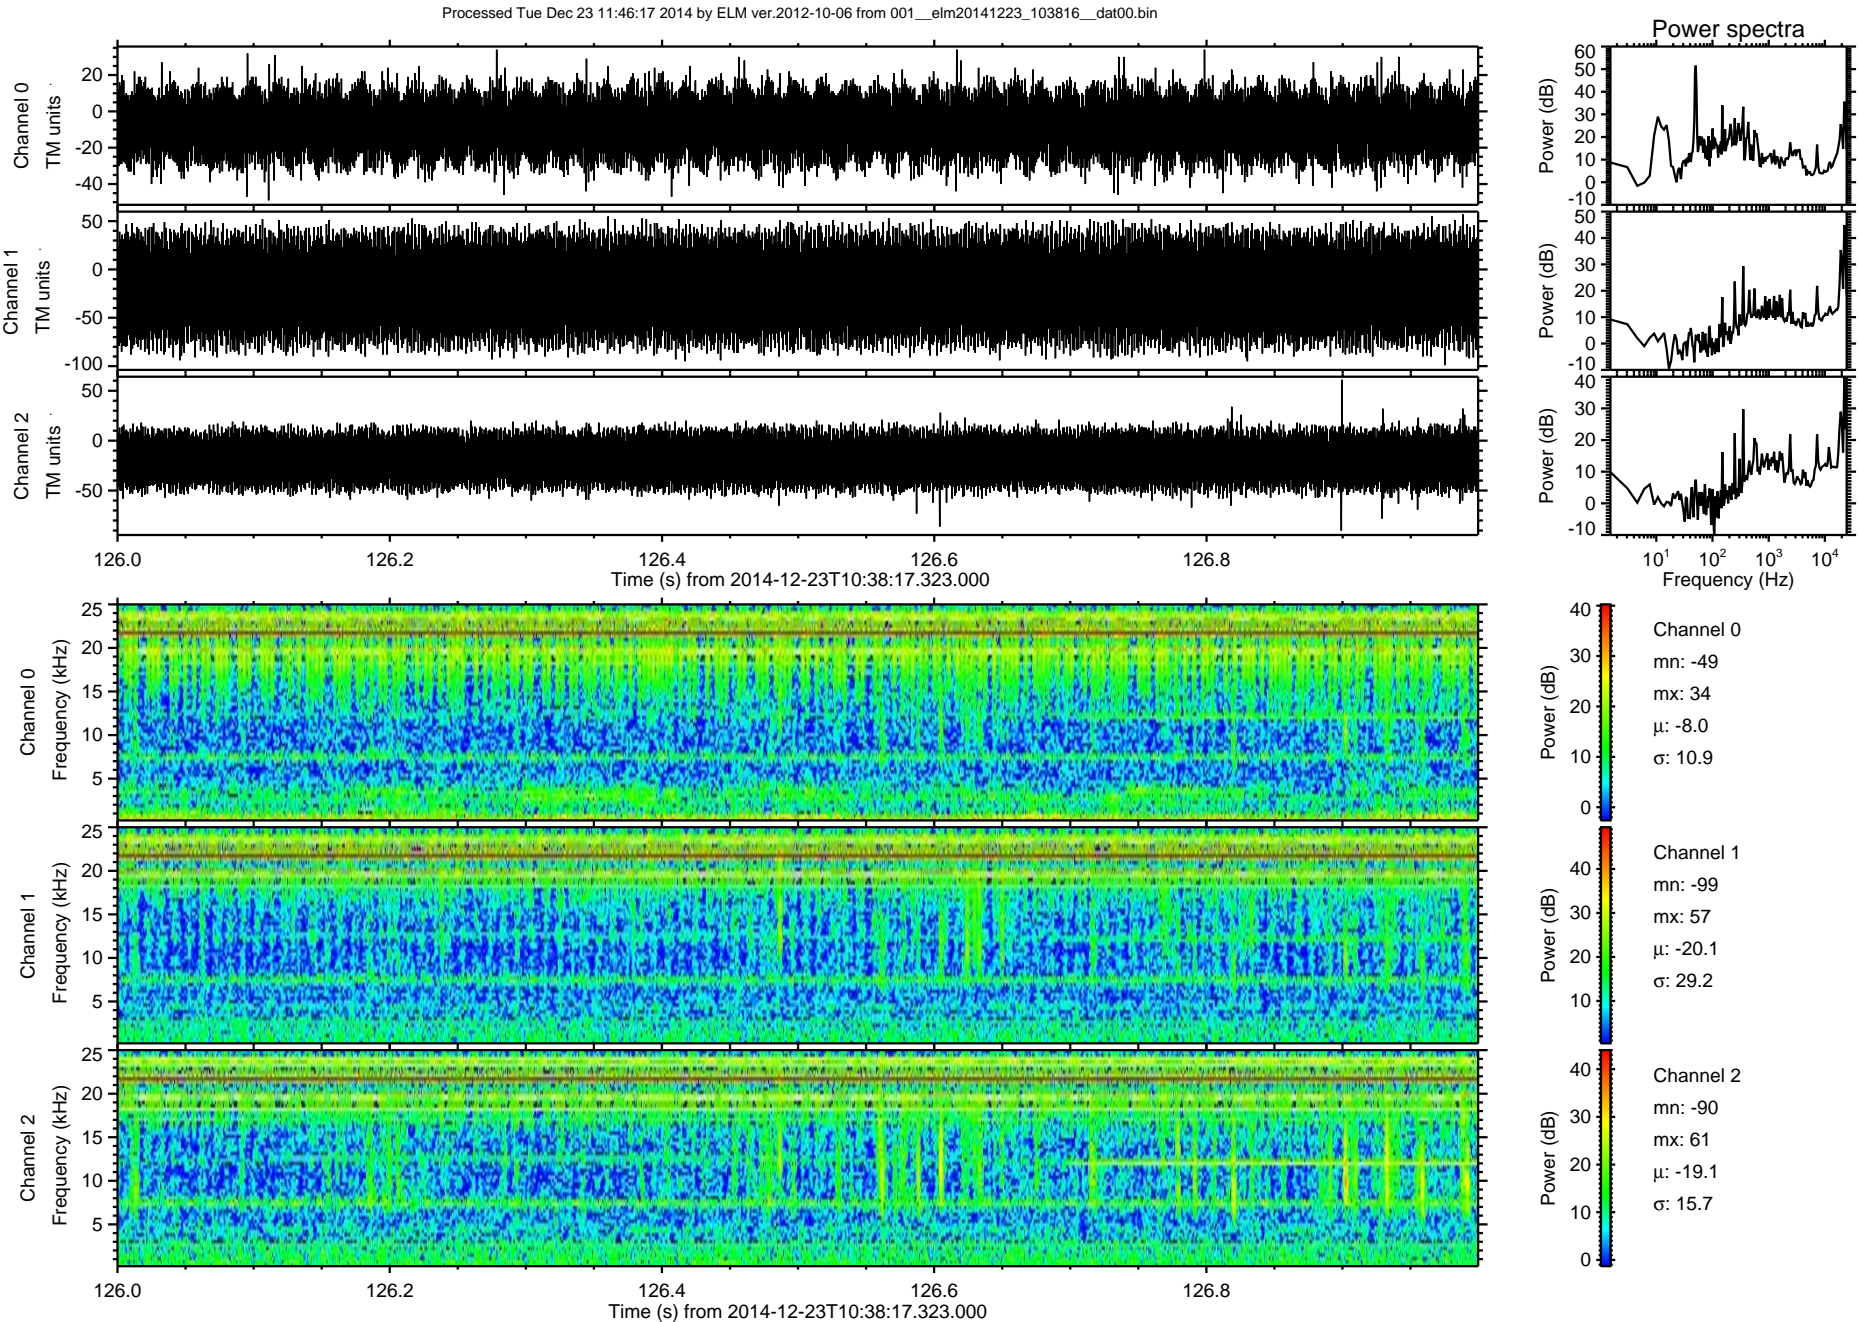 Processed Tue Dec 23 11:46:17 2014 by ELM ver.2012-10-06 from 001__elm20141223_103816__dat00.bin
Power spectra
Channel 0
TM units
20
0
-20
-40
Power (dB)
60
50
40
30
20
10
0
-10
Channel 1
TM units
50
0
-50
-100
Power (dB)
50
40
30
20
10
0
-10
Channel 2
TM units
50
0
-50
Power (dB)
40
30
20
10
0
-10
126.0 126.2 126.4 126.6 126.8
Time (s) from 2014-12-23T10:38:17.323.000
10^1 10^2 10^3 10^4
Frequency (Hz)
Channel 0
Frequency (kHz)
25
20
15
10
5
Power (dB)
40
30
20
10
0
Channel 0
mn: -49
mx: 34
μ: -8.0
σ: 10.9
Channel 1
Frequency (kHz)
25
20
15
10
5
Power (dB)
40
30
20
10
Channel 1
mn: -99
mx: 57
μ: -20.1
σ: 29.2
Channel 2
Frequency (kHz)
25
20
15
10
5
Power (dB)
40
30
20
10
0
Channel 2
mn: -90
mx: 61
μ: -19.1
σ: 15.7
126.0 126.2 126.4 126.6 126.8
Time (s) from 2014-12-23T10:38:17.323.000